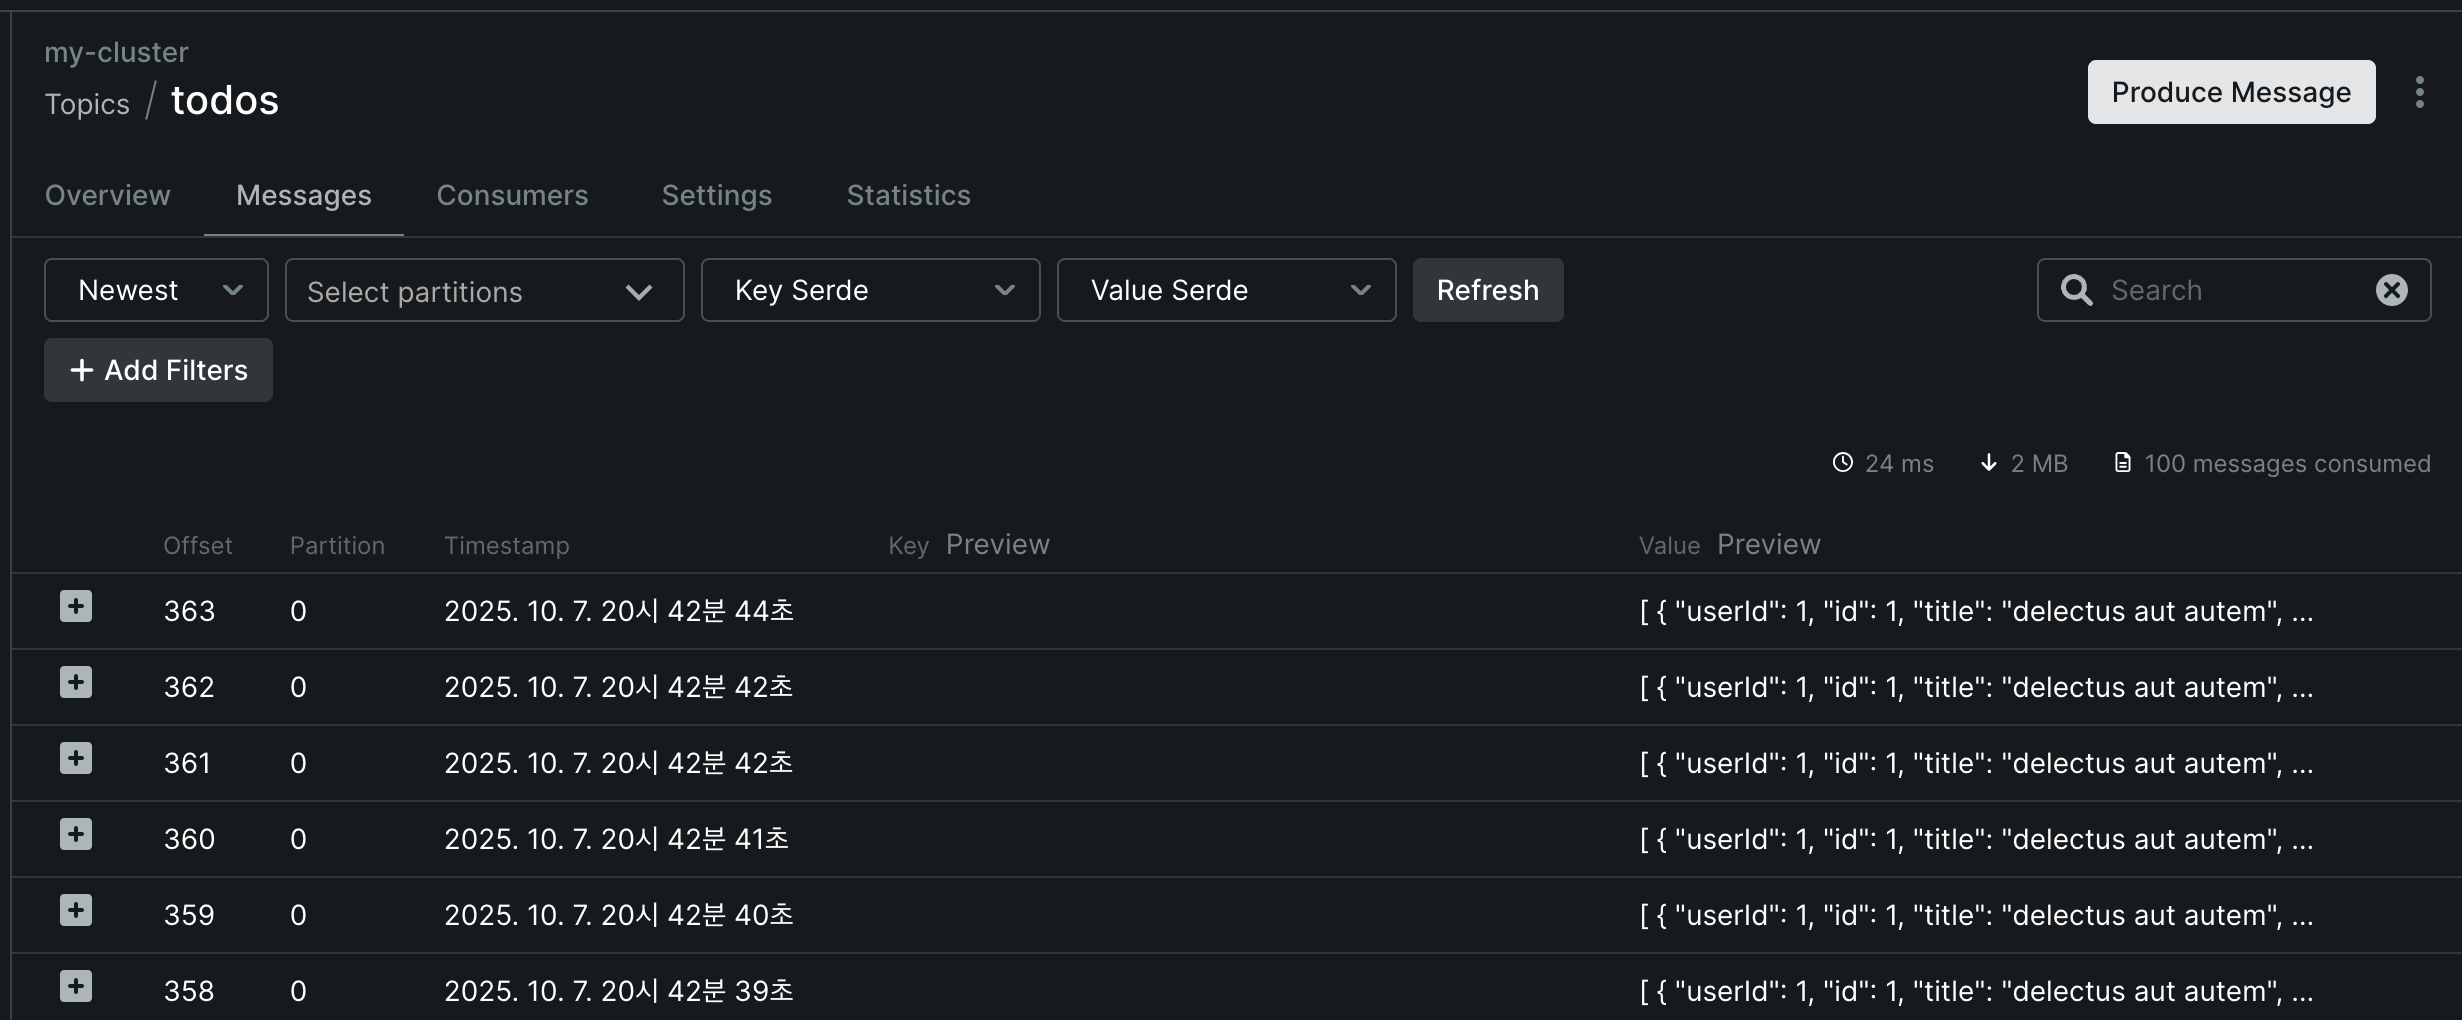 my-cluster
Topics / todos
Produce Message
Overview Messages Consumers Settings Statistics
Newest Select partitions Key Serde Value Serde Refresh Search
+ Add Filters
24 ms 2 MB 100 messages consumed
Offset Partition Timestamp Key Preview Value Preview
363 0 2025. 10. 7. 20시 42분 44초 [ { "userId": 1, "id": 1, "title": "delectus aut autem", ...
362 0 2025. 10. 7. 20시 42분 42초 [ { "userId": 1, "id": 1, "title": "delectus aut autem", ...
361 0 2025. 10. 7. 20시 42분 42초 [ { "userId": 1, "id": 1, "title": "delectus aut autem", ...
360 0 2025. 10. 7. 20시 42분 41초 [ { "userId": 1, "id": 1, "title": "delectus aut autem", ...
359 0 2025. 10. 7. 20시 42분 40초 [ { "userId": 1, "id": 1, "title": "delectus aut autem", ...
358 0 2025. 10. 7. 20시 42분 39초 [ { "userId": 1, "id": 1, "title": "delectus aut autem", ...